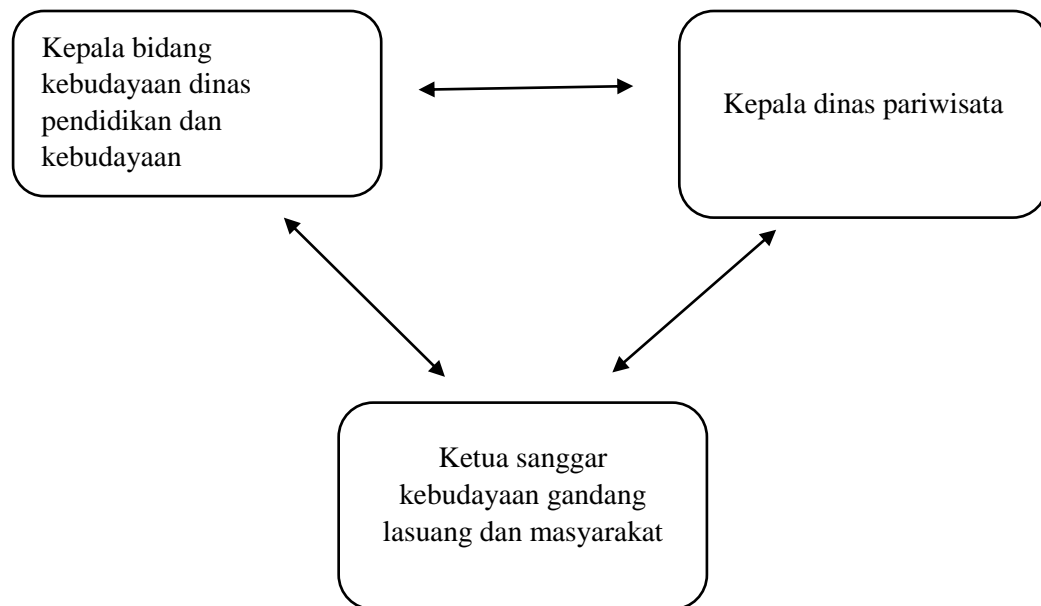 Kepala bidang
kebudayaan dinas
pendidikan dan
kebudayaan
Kepala dinas pariwisata
Ketua sanggar
kebudayaan gandang
lasuang dan masyarakat